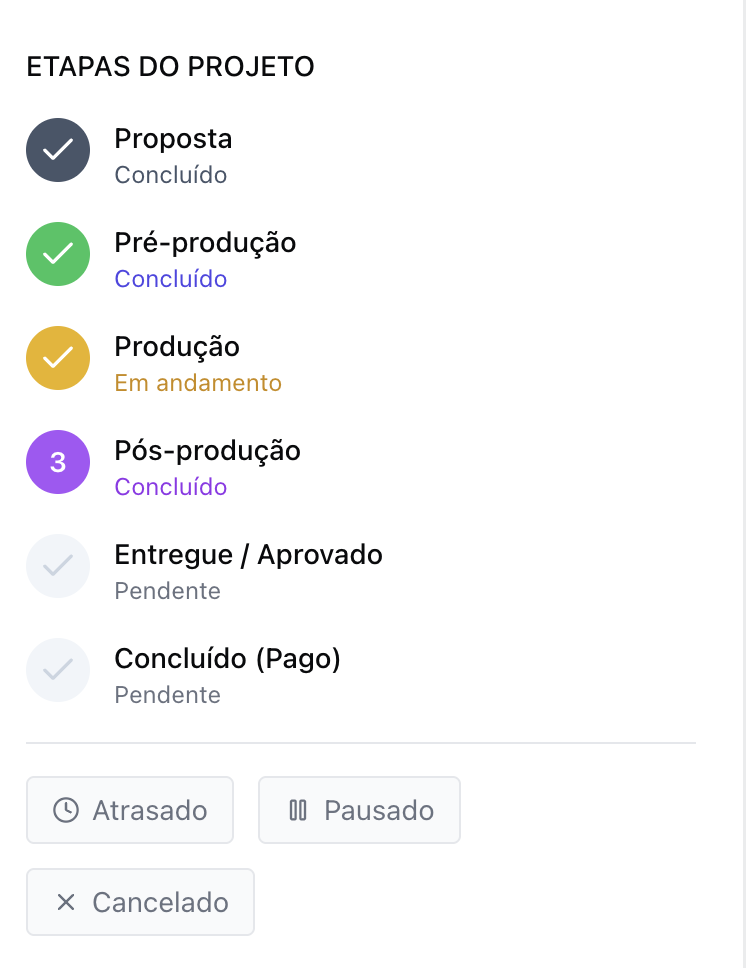 ETAPAS DO PROJETO
Proposta
Concluído
Pré-produção
Concluído
Produção
Em andamento
3
Pós-produção
Concluído
Entregue / Aprovado
Pendente
Concluído (Pago)
Pendente
Atrasado
Pausado
Cancelado